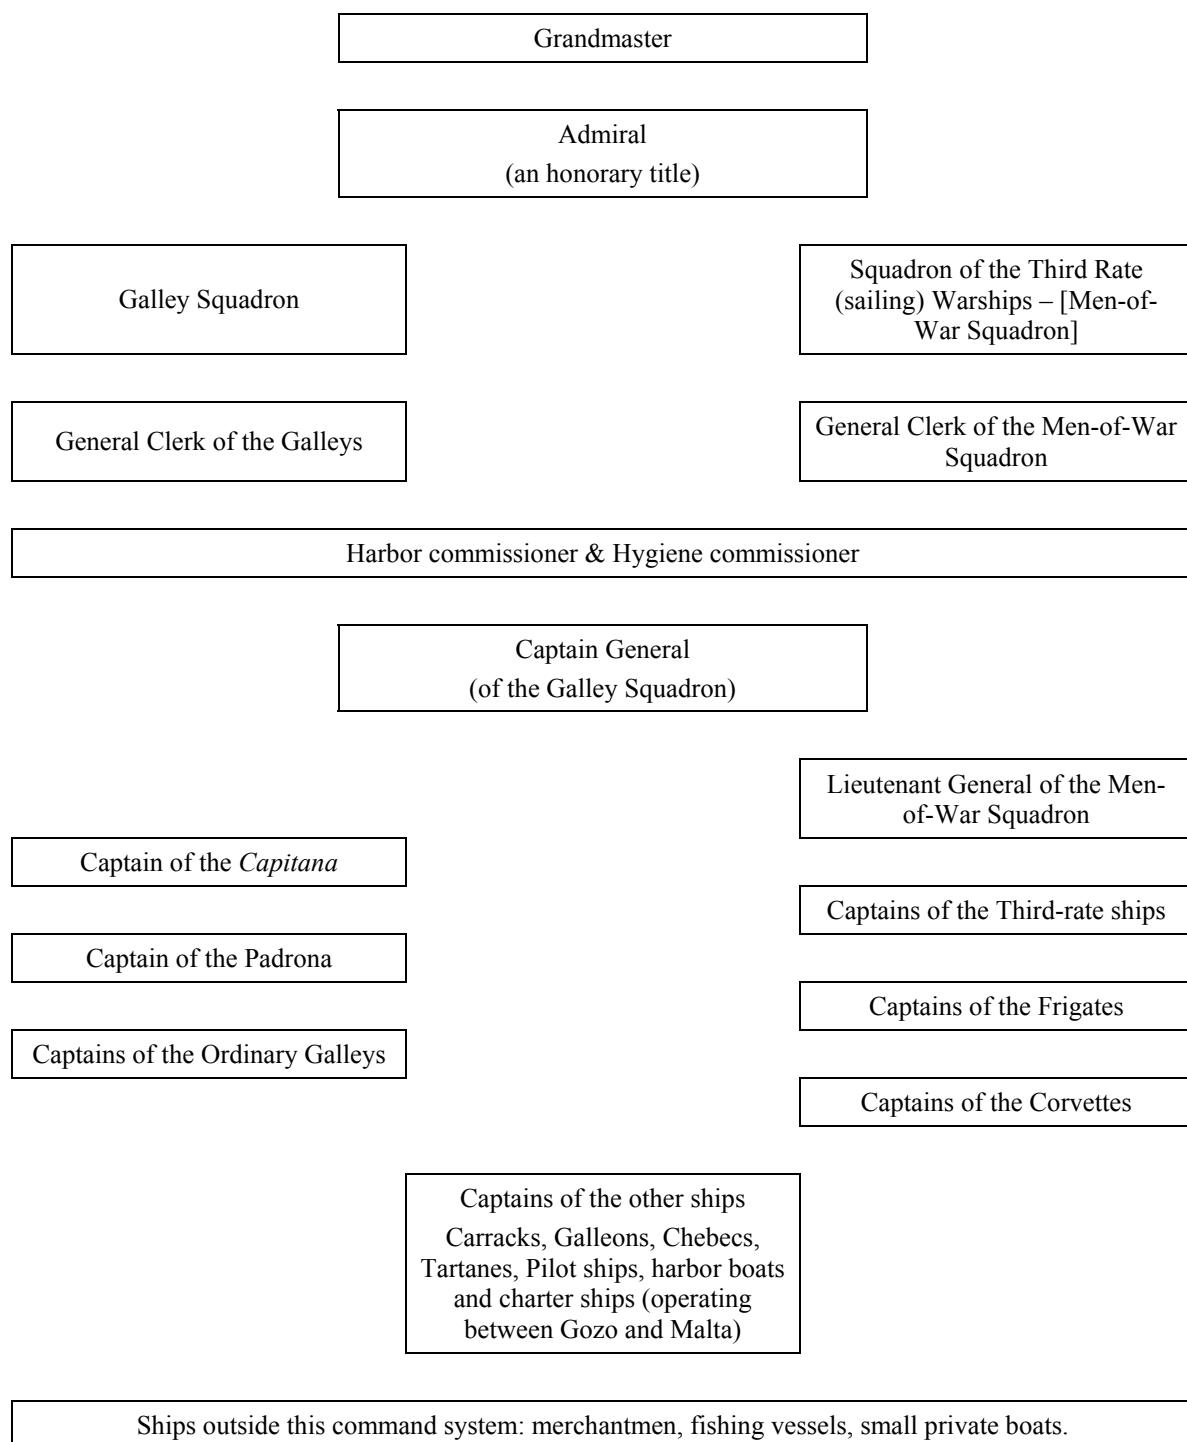 Grandmaster
Admiral
(an honorary title)
Galley Squadron
Squadron of the Third Rate
(sailing) Warships – [Men-of-
War Squadron]
General Clerk of the Galleys
General Clerk of the Men-of-War
Squadron
Harbor commissioner & Hygiene commissioner
Captain General
(of the Galley Squadron)
Lieutenant General of the Men-
of-War Squadron
Captain of the Capitana
Captains of the Third-rate ships
Captain of the Padrona
Captains of the Frigates
Captains of the Ordinary Galleys
Captains of the Corvettes
Captains of the other ships
Carracks, Galleons, Chebecs,
Tartanes, Pilot ships, harbor boats
and charter ships (operating
between Gozo and Malta)
Ships outside this command system: merchantmen, fishing vessels, small private boats.